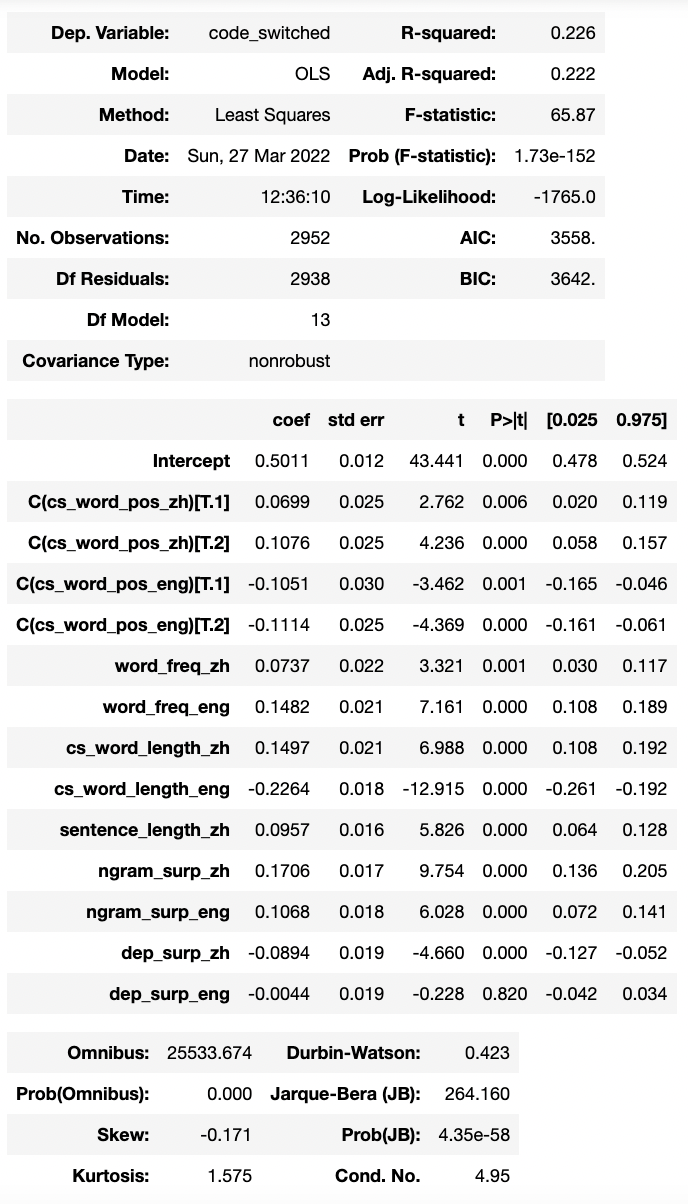 Dep. Variable: code_switched R-squared: 0.226
Model: OLS Adj. R-squared: 0.222
Method: Least Squares F-statistic: 65.87
Date: Sun, 27 Mar 2022 Prob (F-statistic): 1.73e-152
Time: 12:36:10 Log-Likelihood: -1765.0
No. Observations: 2952 AIC: 3558.
Df Residuals: 2938 BIC: 3642.
Df Model: 13
Covariance Type: nonrobust
coef std err t P>|t| [0.025 0.975]
Intercept 0.5011 0.012 43.441 0.000 0.478 0.524
C(cs_word_pos_zh)[T.1] 0.0699 0.025 2.762 0.006 0.020 0.119
C(cs_word_pos_zh)[T.2] 0.1076 0.025 4.236 0.000 0.058 0.157
C(cs_word_pos_eng)[T.1] -0.1051 0.030 -3.462 0.001 -0.165 -0.046
C(cs_word_pos_eng)[T.2] -0.1114 0.025 -4.369 0.000 -0.161 -0.061
word_freq_zh 0.0737 0.022 3.321 0.001 0.030 0.117
word_freq_eng 0.1482 0.021 7.161 0.000 0.108 0.189
cs_word_length_zh 0.1497 0.021 6.988 0.000 0.108 0.192
cs_word_length_eng -0.2264 0.018 -12.915 0.000 -0.261 -0.192
sentence_length_zh 0.0957 0.016 5.826 0.000 0.064 0.128
ngram_surp_zh 0.1706 0.017 9.754 0.000 0.136 0.205
ngram_surp_eng 0.1068 0.018 6.028 0.000 0.072 0.141
dep_surp_zh -0.0894 0.019 -4.660 0.000 -0.127 -0.052
dep_surp_eng -0.0044 0.019 -0.228 0.820 -0.042 0.034
Omnibus: 25533.674 Durbin-Watson: 0.423
Prob(Omnibus): 0.000 Jarque-Bera (JB): 264.160
Skew: -0.171 Prob(JB): 4.35e-58
Kurtosis: 1.575 Cond. No. 4.95